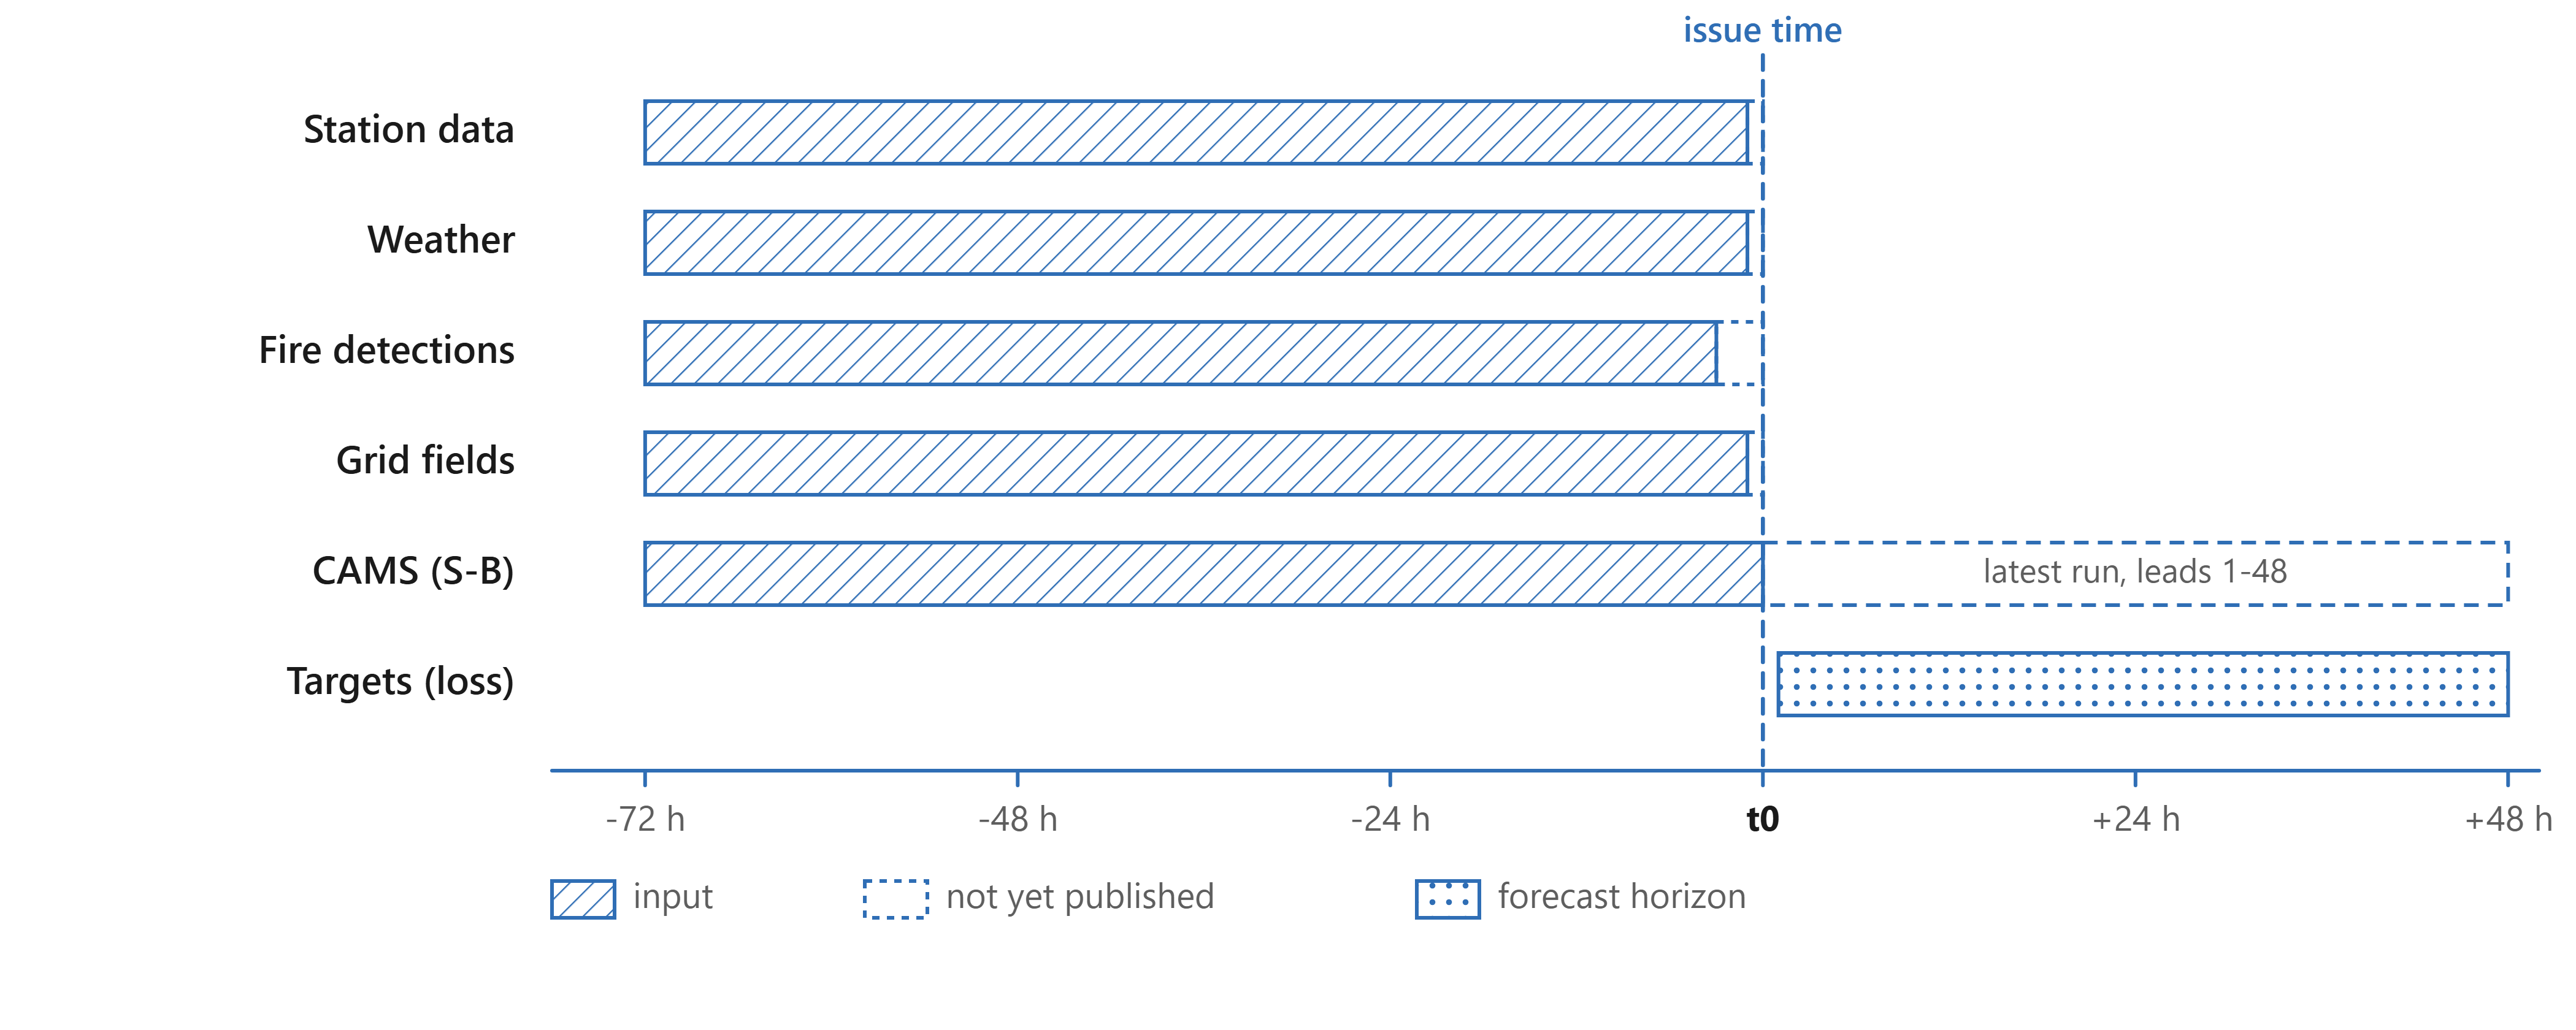 issue time
Station data
Weather
Fire detections
Grid fields
CAMS (S-B)
latest run, leads 1-48
Targets (loss)
-72 h
-48 h
-24 h
t0
+24 h
+48 h
input
not yet published
forecast horizon